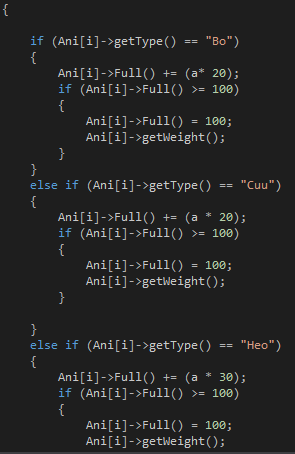 {
if (Ani[i]->getType() == "Bo")
{
Ani[i]->Full() += (a* 20);
if (Ani[i]->Full() >= 100)
{
Ani[i]->Full() = 100;
Ani[i]->getWeight();
}
}
else if (Ani[i]->getType() == "Cuu")
{
Ani[i]->Full() += (a * 20);
if (Ani[i]->Full() >= 100)
{
Ani[i]->Full() = 100;
Ani[i]->getWeight();
}
}
else if (Ani[i]->getType() == "Heo")
{
Ani[i]->Full() += (a * 30);
if (Ani[i]->Full() >= 100)
{
Ani[i]->Full() = 100;
Ani[i]->getWeight();